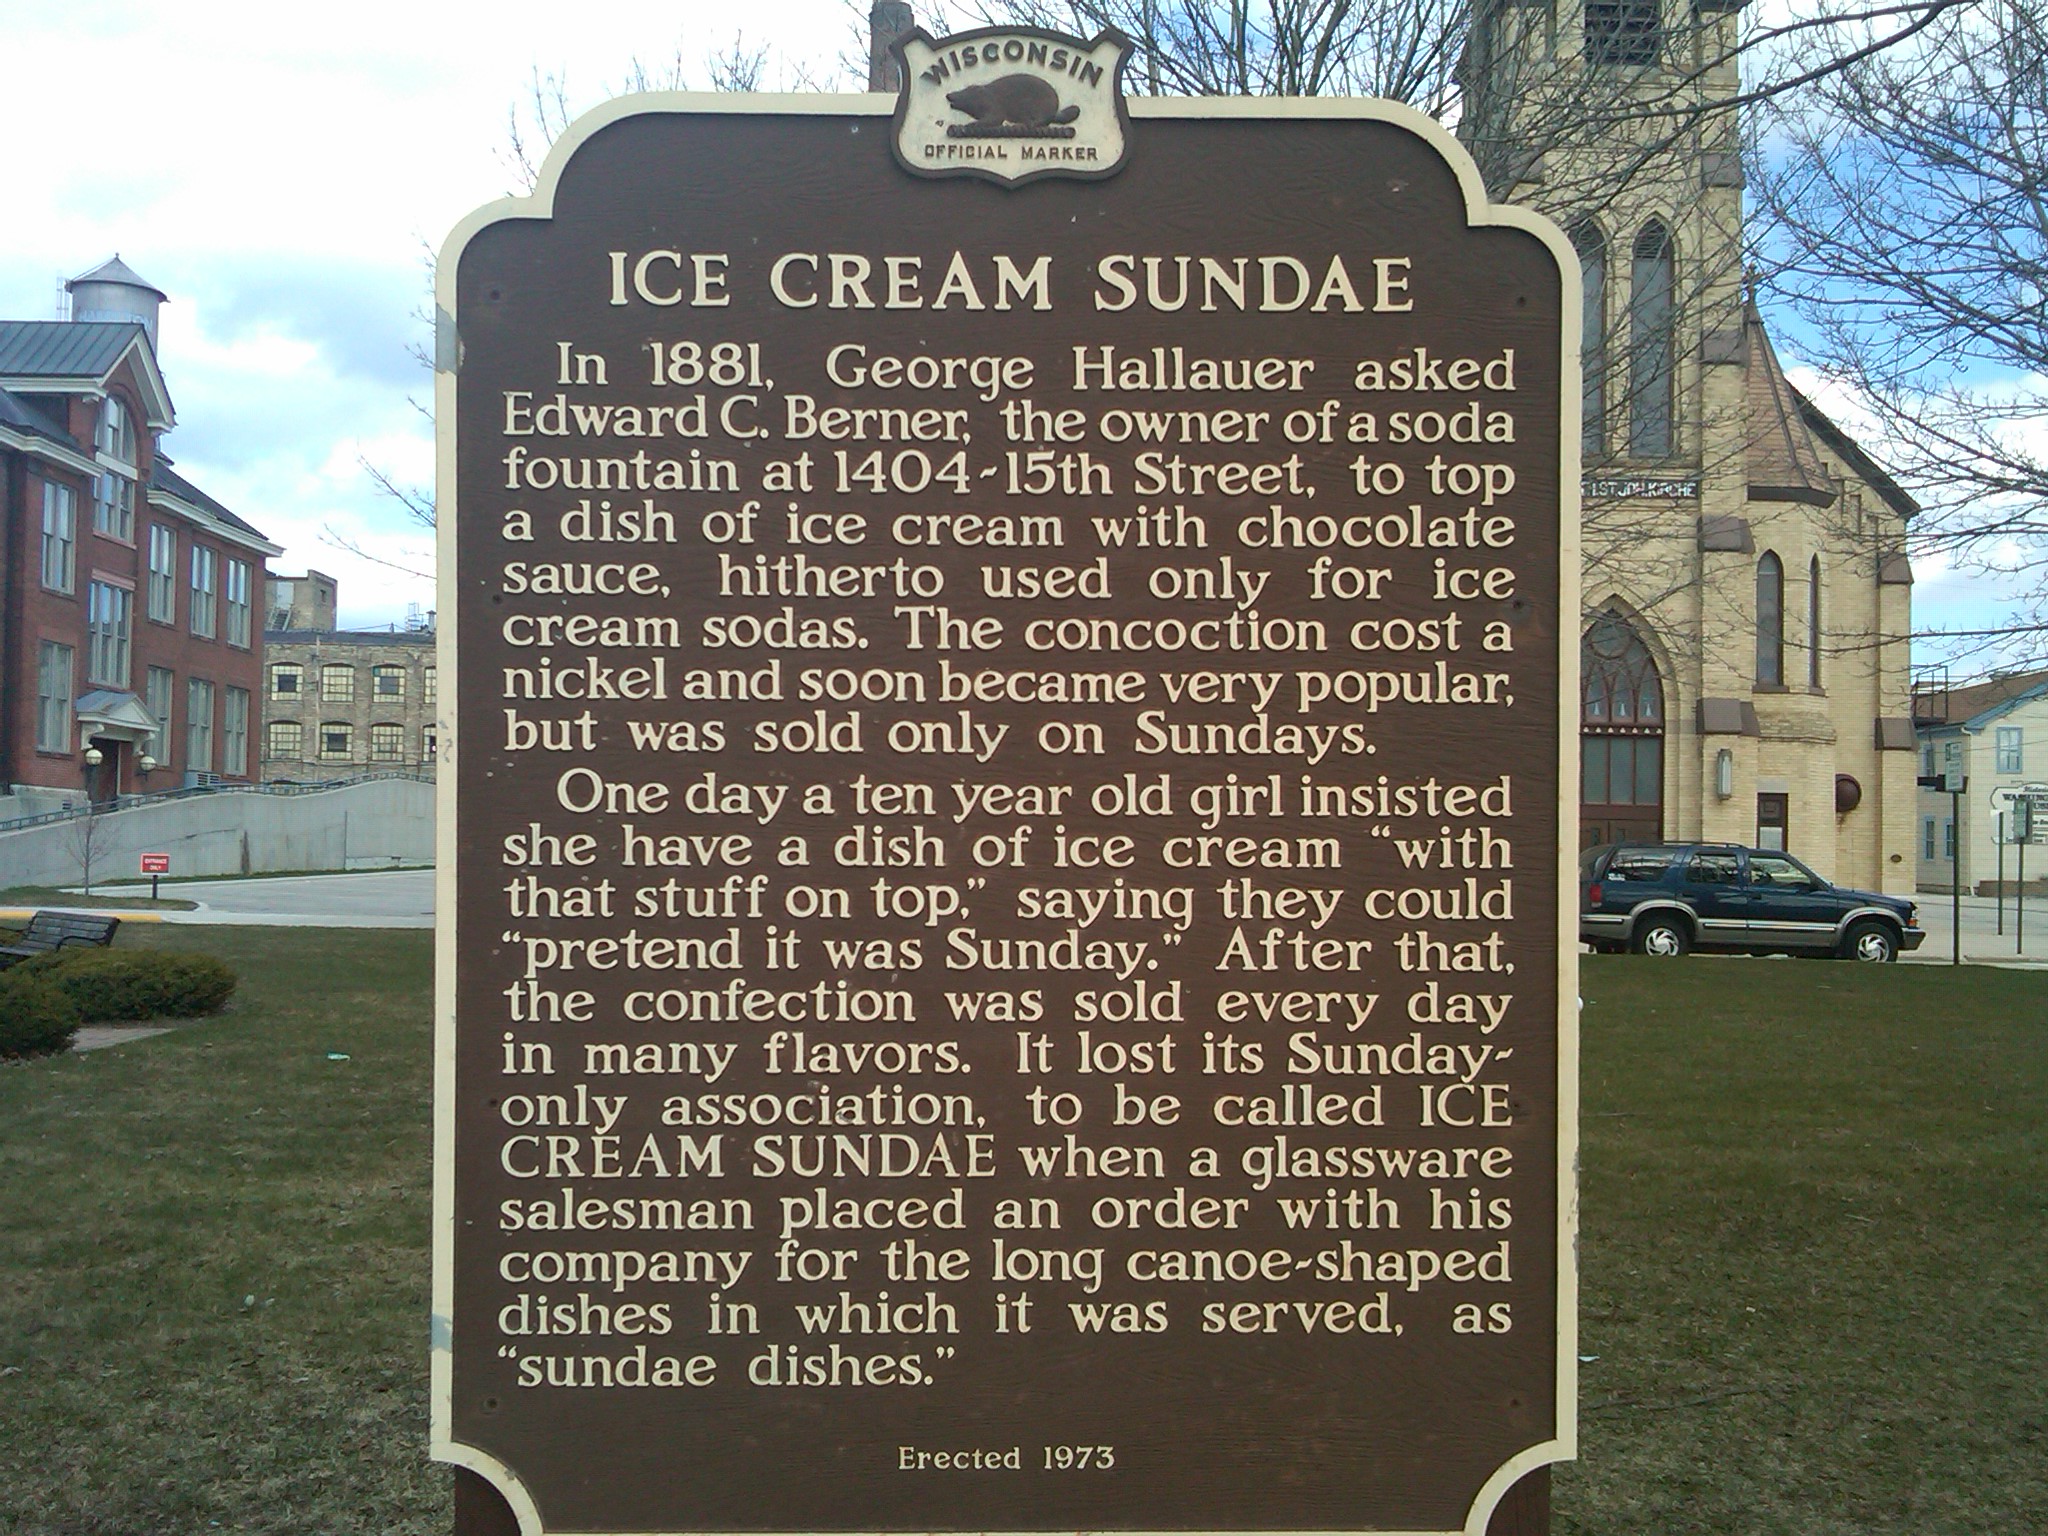 WISCONSIN
OFFICIAL MARKER
ICE CREAM SUNDAE
In 1881, George Hallauer asked
Edward C. Berner, the owner of a soda
fountain at 1404-15th Street, to top
a dish of ice cream with chocolate
sauce, hitherto used only for ice
cream sodas. The concoction cost a
nickel and soon became very popular,
but was sold only on Sundays.
One day a ten year old girl insisted
she have a dish of ice cream “with
that stuff on top,” saying they could
“pretend it was Sunday.” After that,
the confection was sold every day
in many flavors. It lost its Sunday-
only association, to be called ICE
CREAM SUNDAE when a glassware
salesman placed an order with his
company for the long canoe-shaped
dishes in which it was served, as
“sundae dishes.”
Erected 1973
ENTRANCE
ONLY